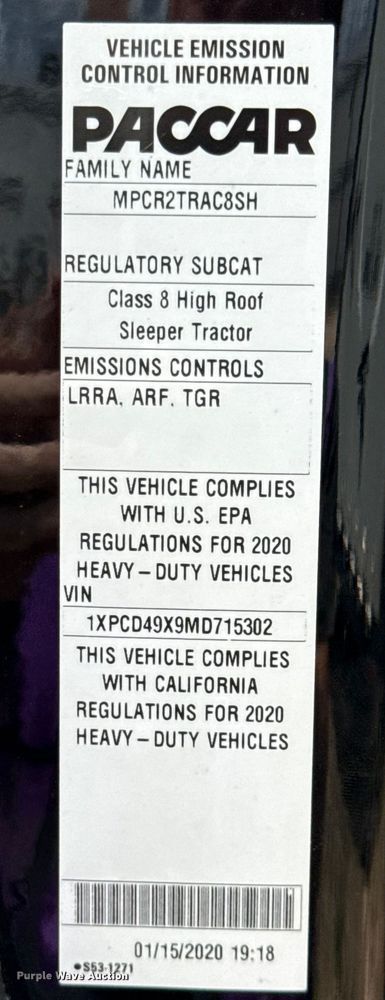 VEHICLE EMISSION
CONTROL INFORMATION
PACCAR
FAMILY NAME
MPCR2TRAC8SH
REGULATORY SUBCAT
Class 8 High Roof
Sleeper Tractor
EMISSIONS CONTROLS
LRRA, ARF, TGR
THIS VEHICLE COMPLIES
WITH U.S. EPA
REGULATIONS FOR 2020
HEAVY–DUTY VEHICLES
VIN
1XPCD49X9MD715302
THIS VEHICLE COMPLIES
WITH CALIFORNIA
REGULATIONS FOR 2020
HEAVY–DUTY VEHICLES
01/15/2020 19:18
•S53-1271
Purple Wave Auction